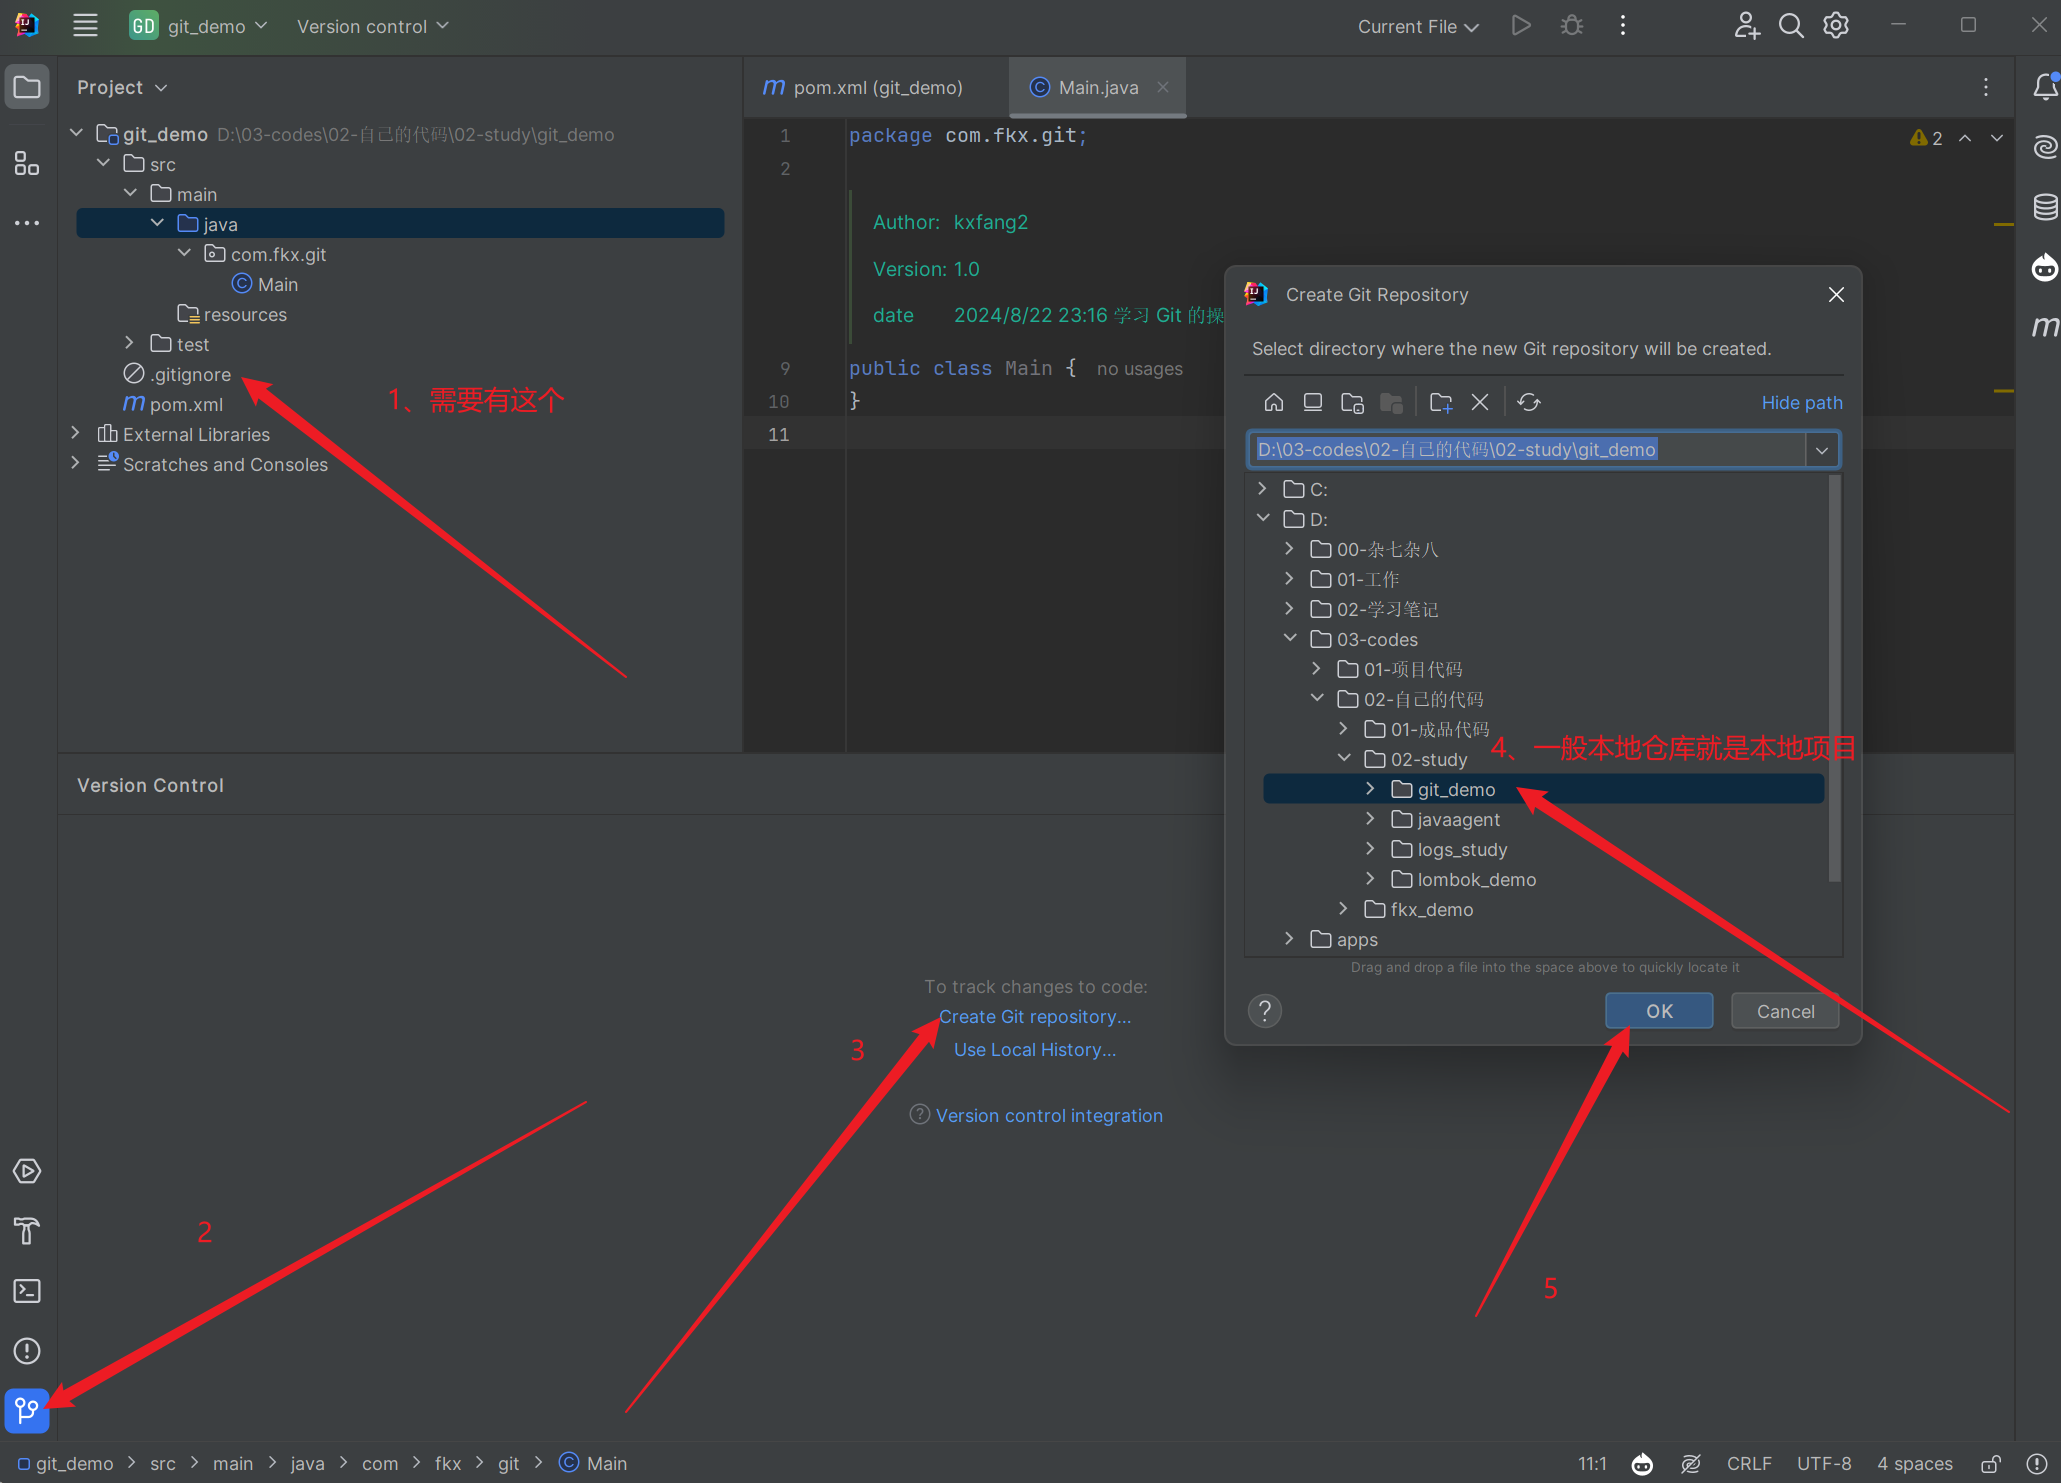 GD git_demo Version control Current File
Project
git_demo D:\03-codes\02-自己的代码\02-study\git_demo
src
main
java
com.fkx.git
Main
resources
test
.gitignore
1、需要有这个
m pom.xml
External Libraries
Scratches and Consoles
m pom.xml (git_demo) C Main.java
1 package com.fkx.git;
2
Author: kxfang2
Version: 1.0
date 2024/8/22 23:16 学习 Git 的操
9 public class Main { no usages
10 }
11
2
m
Create Git Repository
Select directory where the new Git repository will be created.
Hide path
D:\03-codes\02-自己的代码\02-study\git_demo
C:
D:
00-杂七杂八
01-工作
02-学习笔记
03-codes
01-项目代码
02-自己的代码
01-成品代码
02-study
4、一般本地仓库就是本地项目
git_demo
javaagent
logs_study
lombok_demo
fkx_demo
apps
Drag and drop a file into the space above to quickly locate it
? OK Cancel
Version Control
To track changes to code:
Create Git repository...
Use Local History...
? Version control integration
2
3
5
git_demo > src > main > java > com > fkx > git > C Main
11:1 CRLF UTF-8 4 spaces